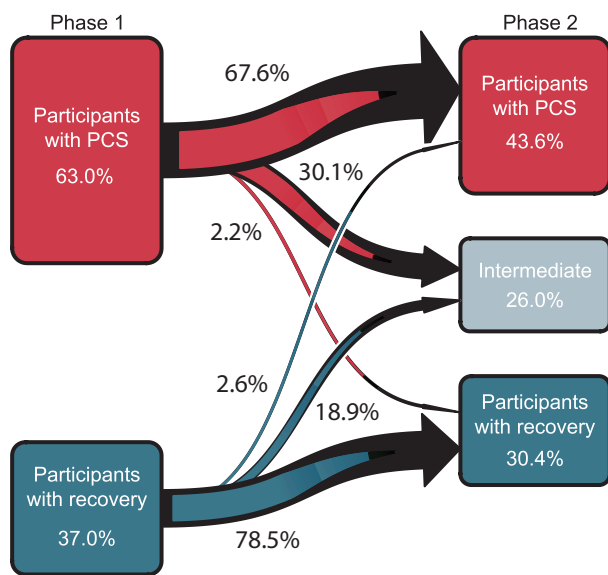 Phase 1
Phase 2
Participants
with PCS
63.0%
67.6%
Participants
with PCS
43.6%
30.1%
2.2%
Intermediate
26.0%
2.6%
18.9%
Participants
with recovery
30.4%
Participants
with recovery
37.0%
78.5%